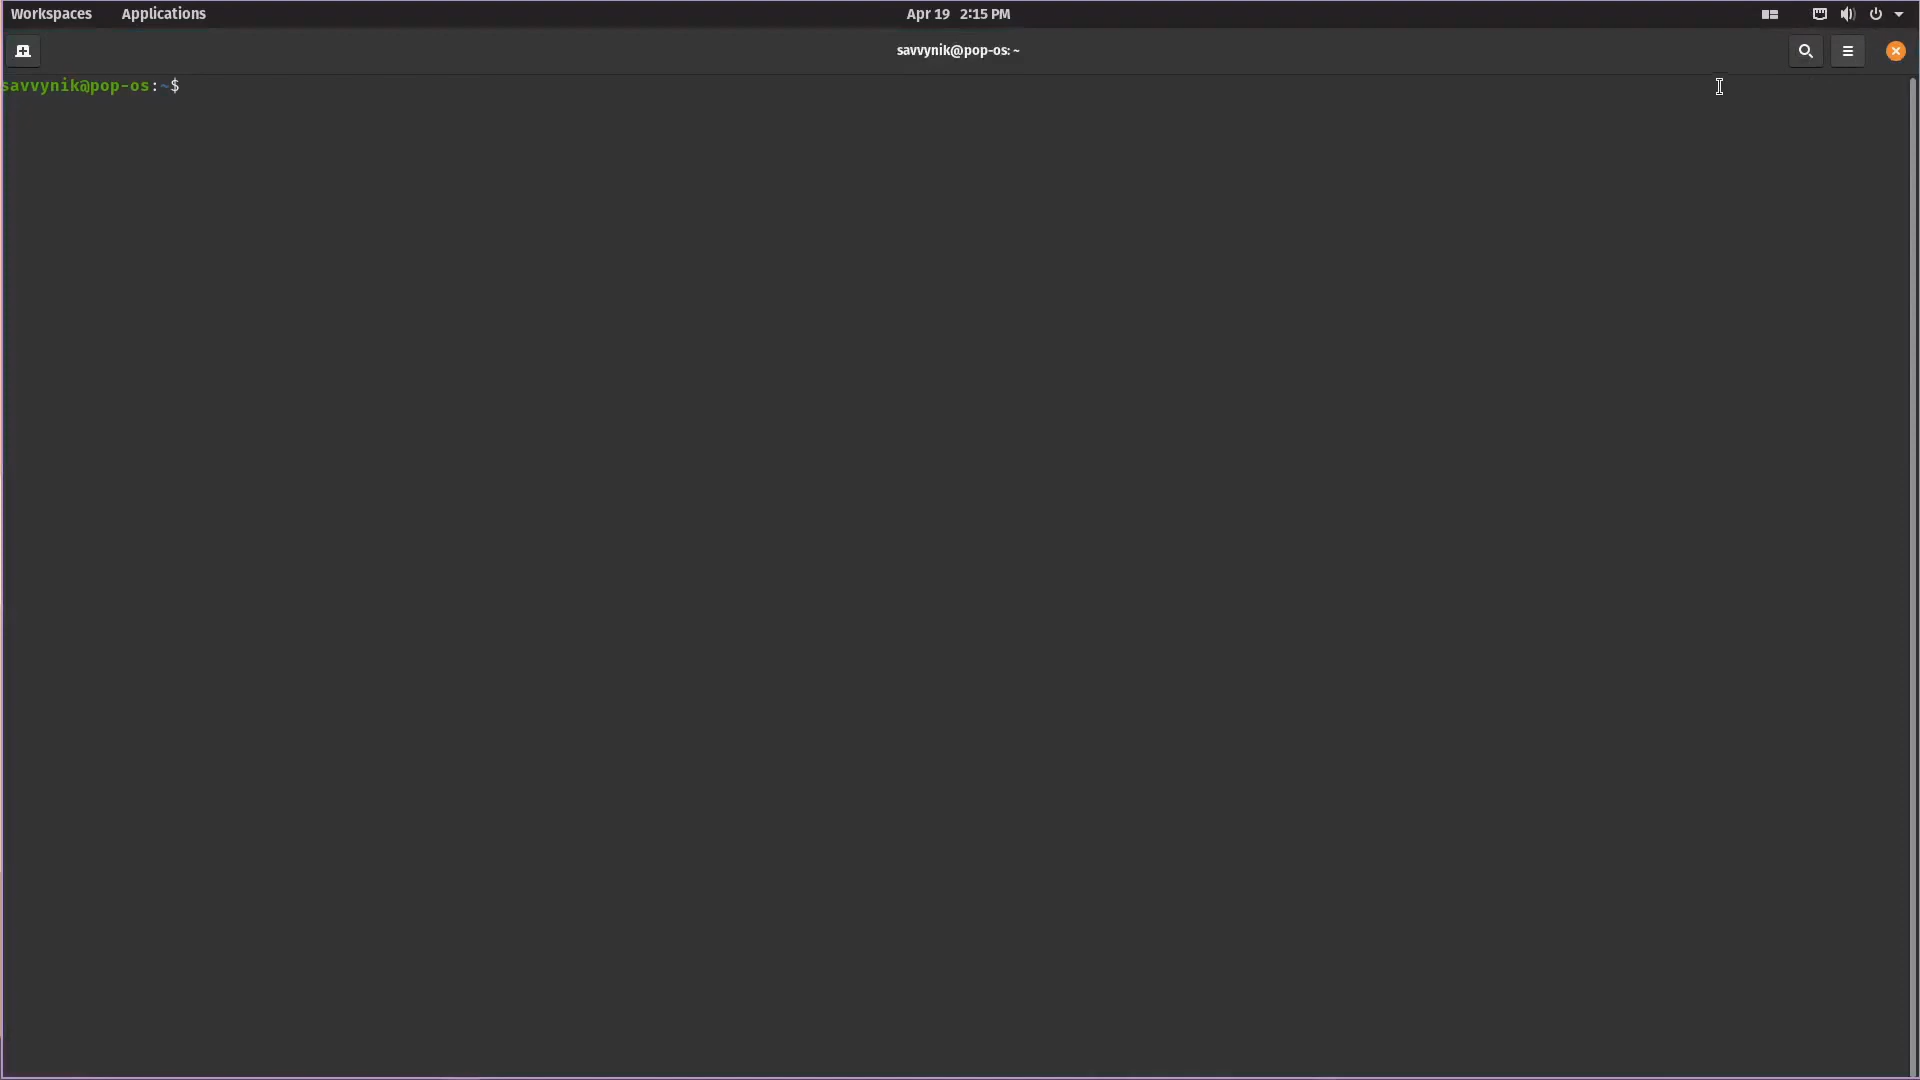 Workspaces Applications Apr 19 2:15 PM
savvynik@pop-os: ~
savvynik@pop-os:~$